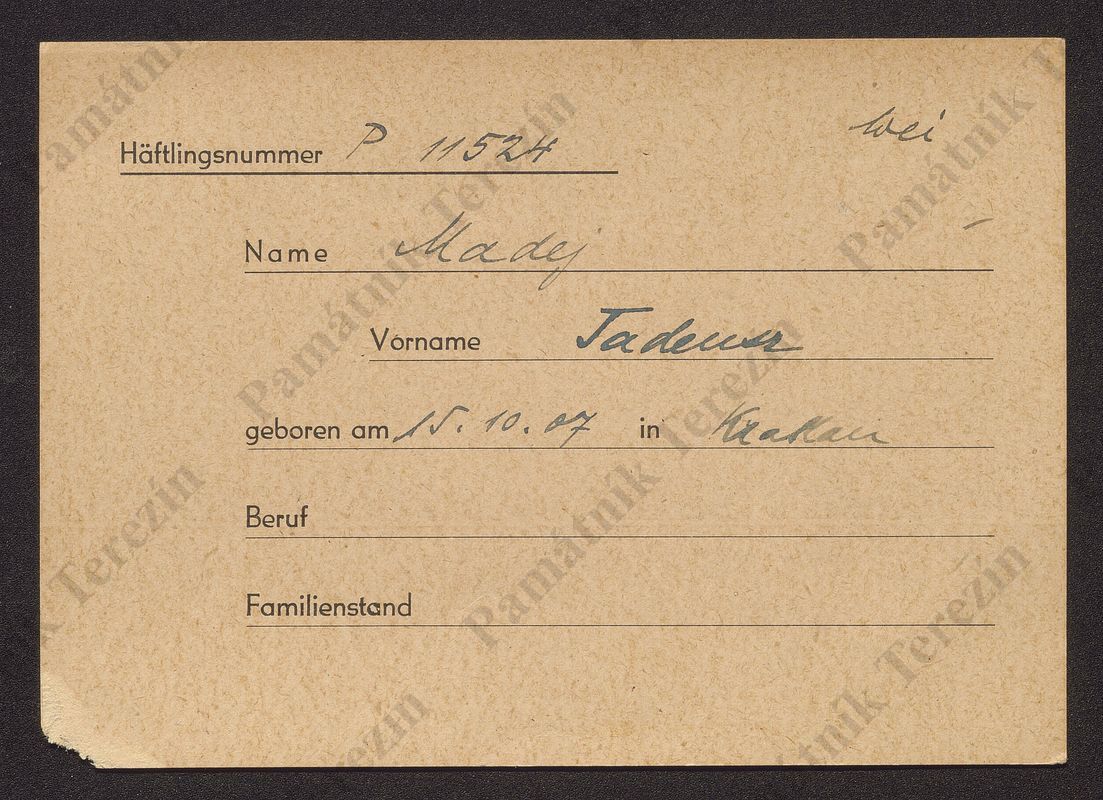 wei
Häftlingsnummer P 11524
Name Madej
Vorname Tadeusz
geboren am 15. 10. 07 in Krakau
Beruf
Familienstand
Památník Terezín